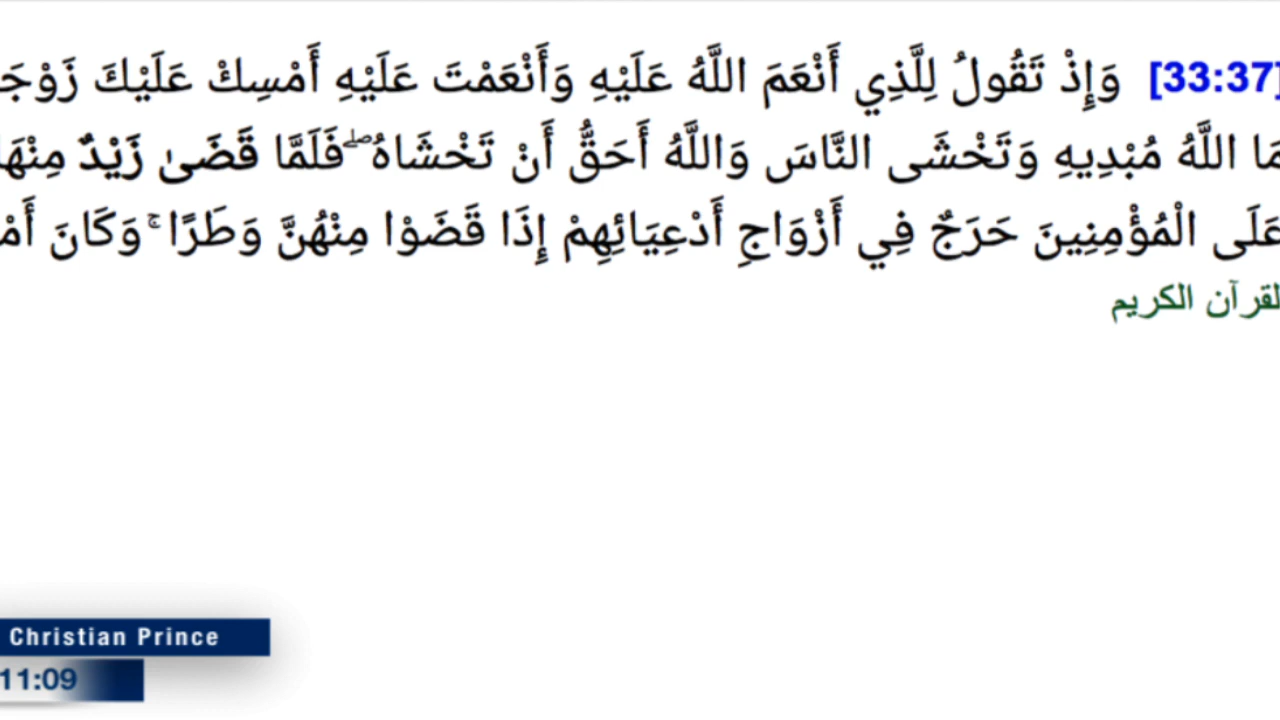 [33:37] وَإِذْ تَقُولُ لِلَّذِي أَنْعَمَ اللَّهُ عَلَيْهِ وَأَنْعَمْتَ عَلَيْهِ أَمْسِكْ عَلَيْكَ زَوْجَ
مَا اللَّهُ مُبْدِيهِ وَتَخْشَى النَّاسَ وَاللَّهُ أَحَقُّ أَنْ تَخْشَاهُ ۖ فَلَمَّا قَضَىٰ زَيْدٌ مِنْهَا
عَلَى الْمُؤْمِنِينَ حَرَجٌ فِي أَزْوَاجِ أَدْعِيَائِهِمْ إِذَا قَضَوْا مِنْهُنَّ وَطَرًا ۚ وَكَانَ أَمْ
القرآن الكريم
Christian Prince
11:09